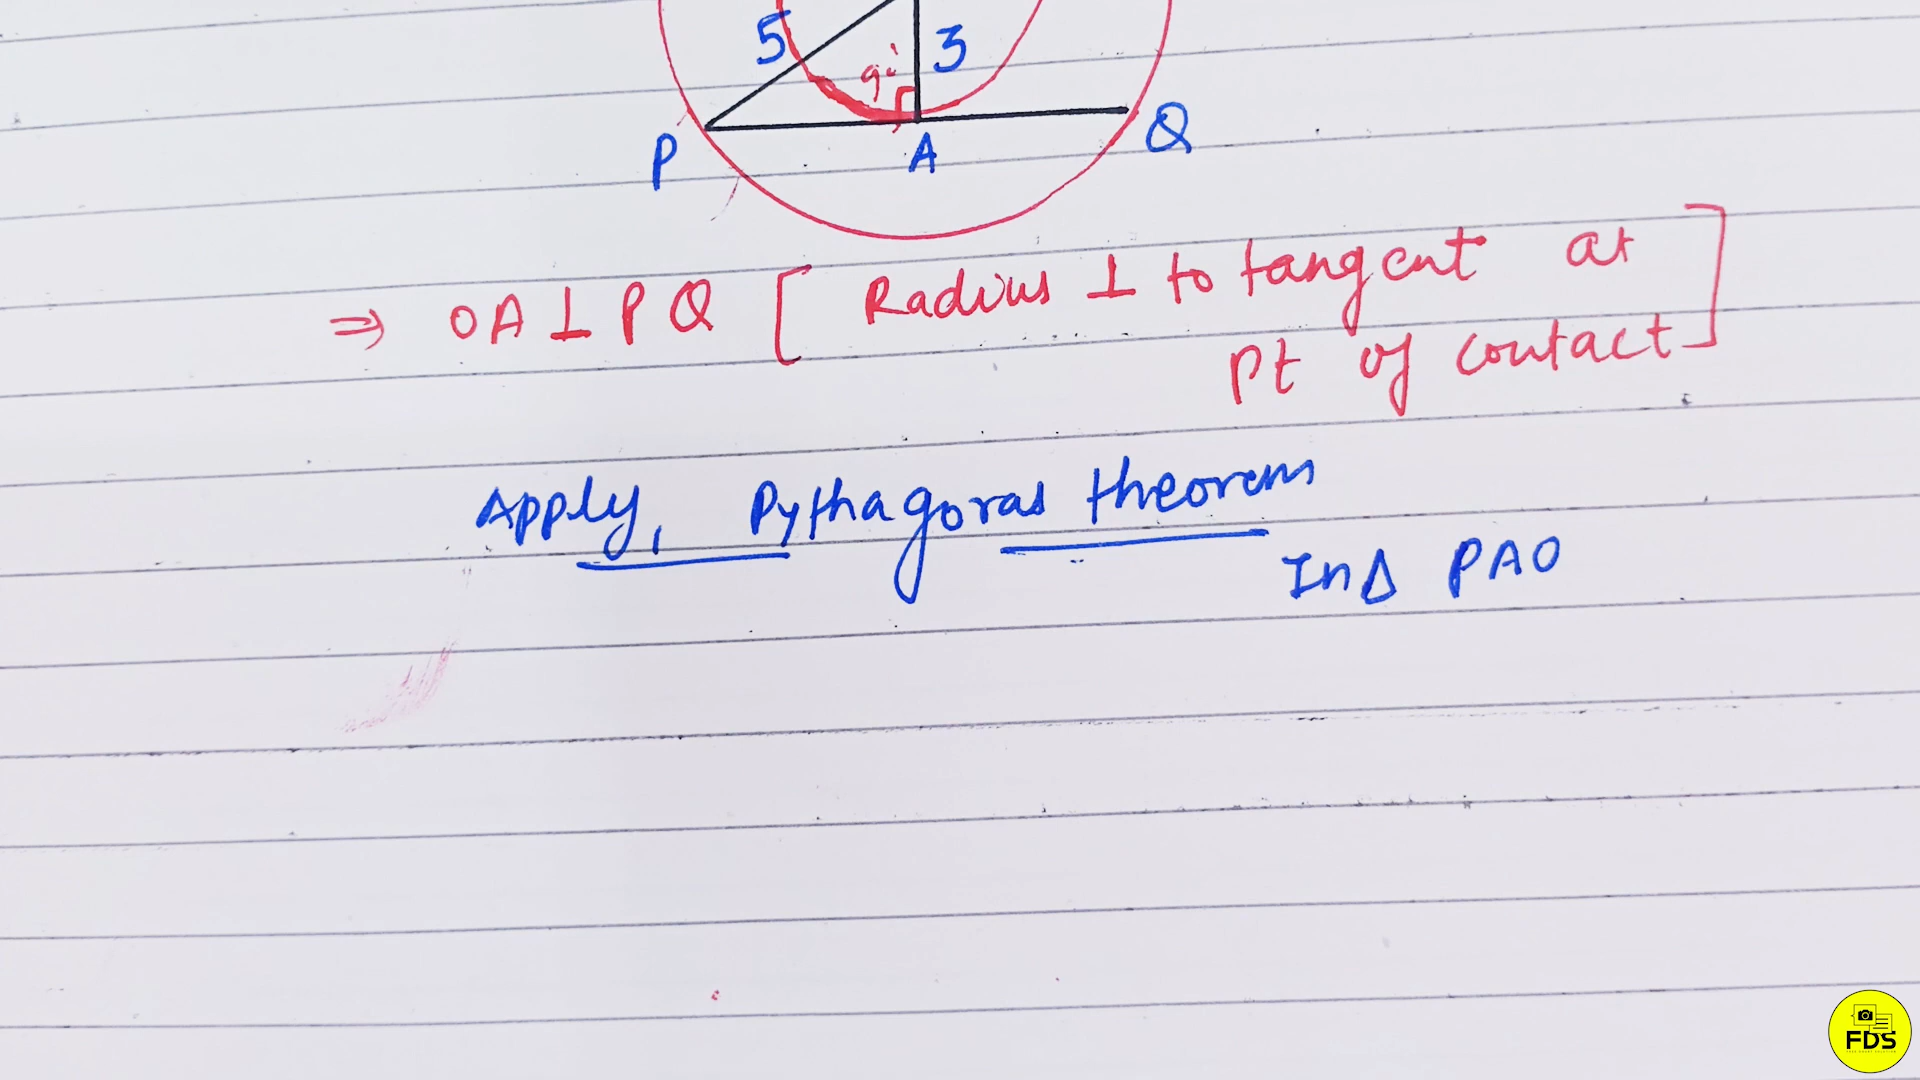 5 90° 3
P A Q
⇒ OA ⊥ PQ [ Radius ⊥ to tangent at
Pt of contact ]
Apply, Pythagoras theorem
In Δ PAO
FDS